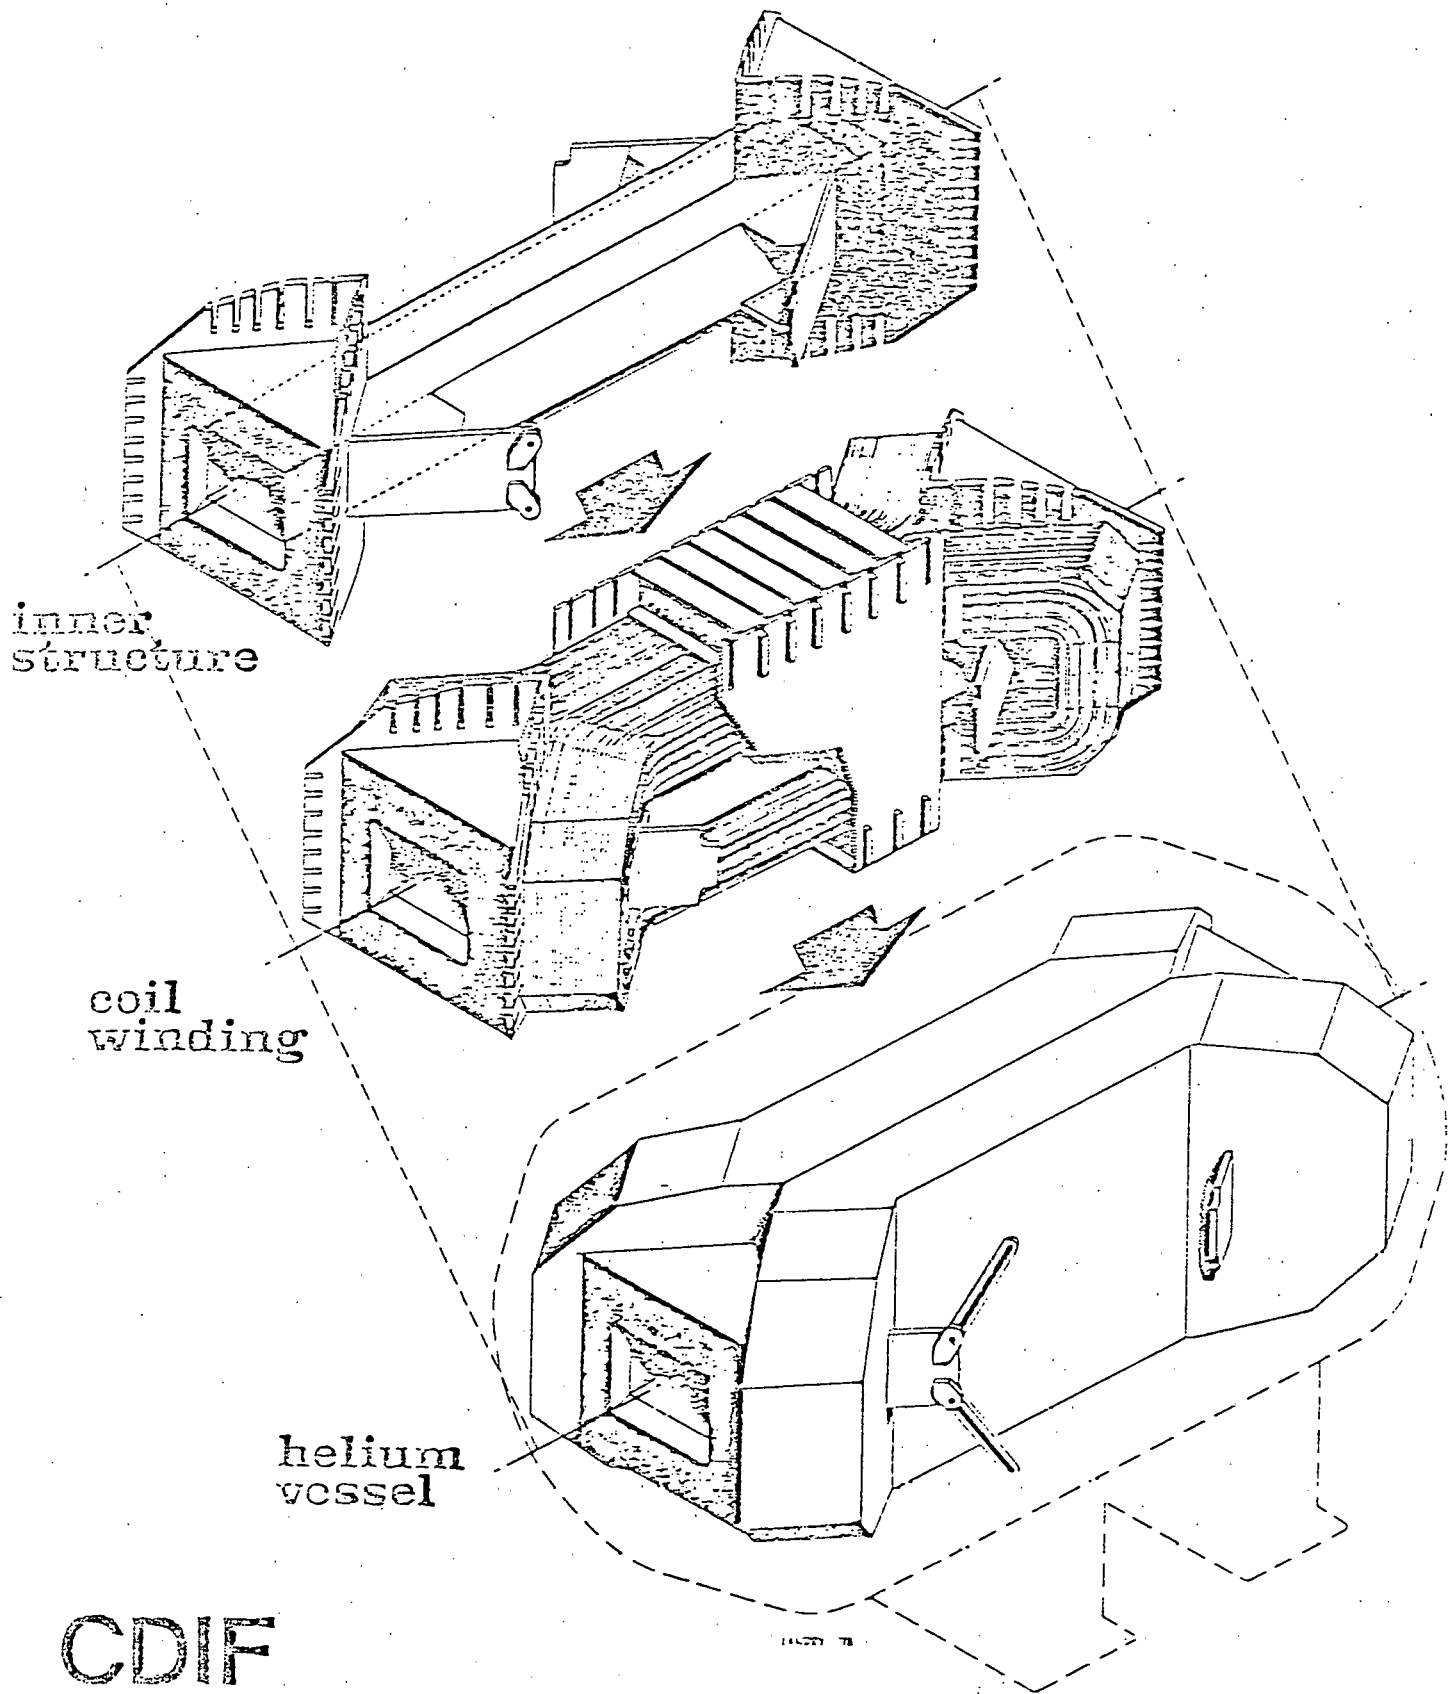 inner
structure
coil
winding
helium
vessel
CDIF